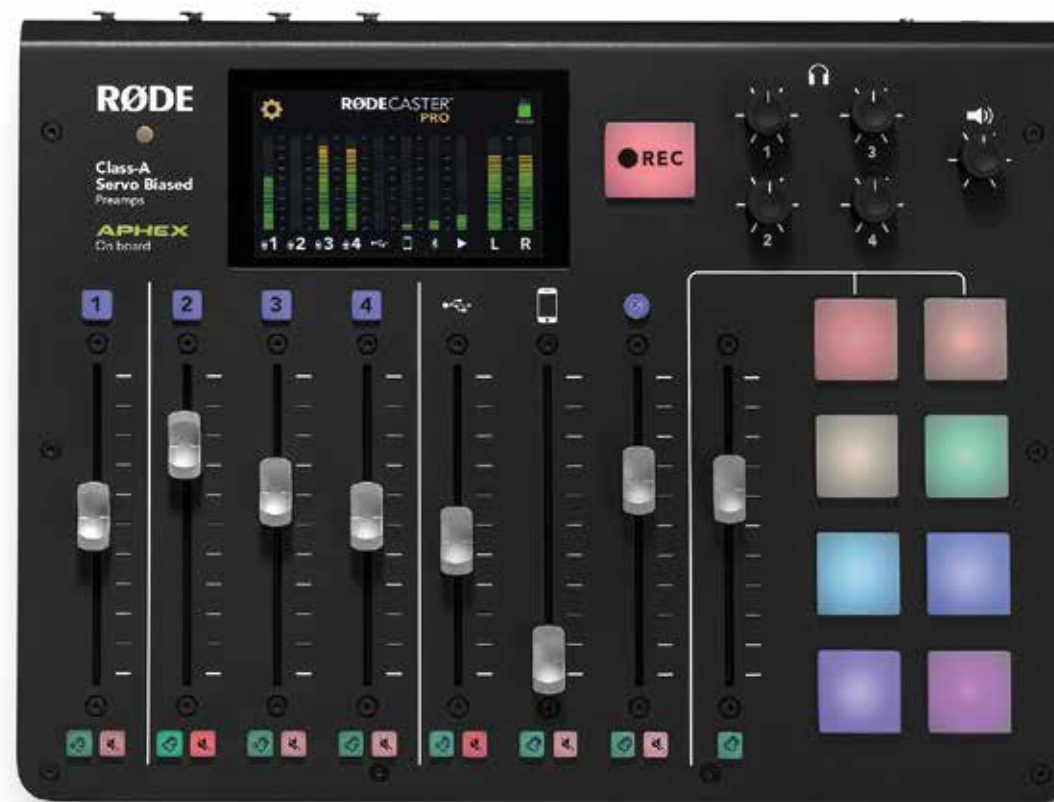 RØDE
Class-A
Servo Biased
Preamps
APHEX
On board
RØDECASTER™
PRO
1 2 3 4 L R
REC
1
3
2
4
1
2
3
4